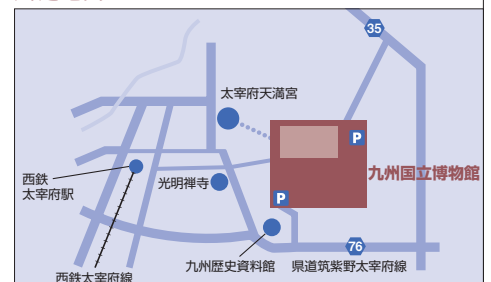 35
太宰府天満宮
P
九州国立博物館
西鉄
太宰府駅
光明禅寺
P
76
九州歴史資料館
県道筑紫野太宰府線
西鉄太宰府線